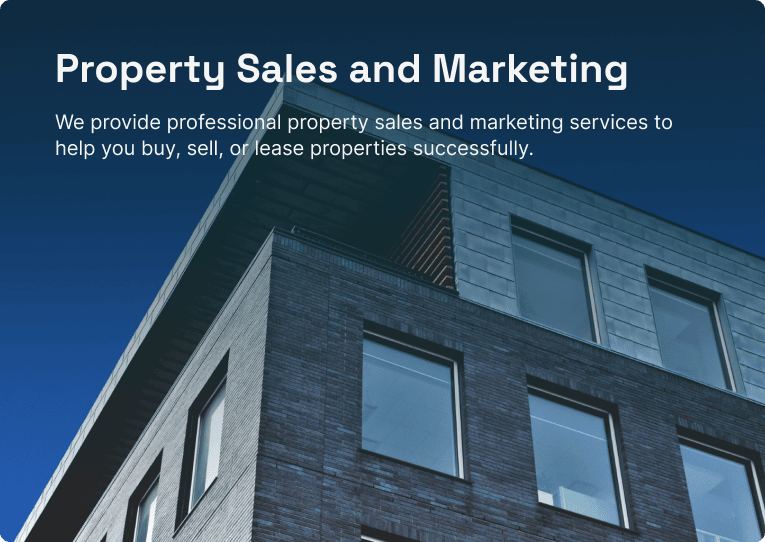 Property Sales and Marketing
We provide professional property sales and marketing services to
help you buy, sell, or lease properties successfully.